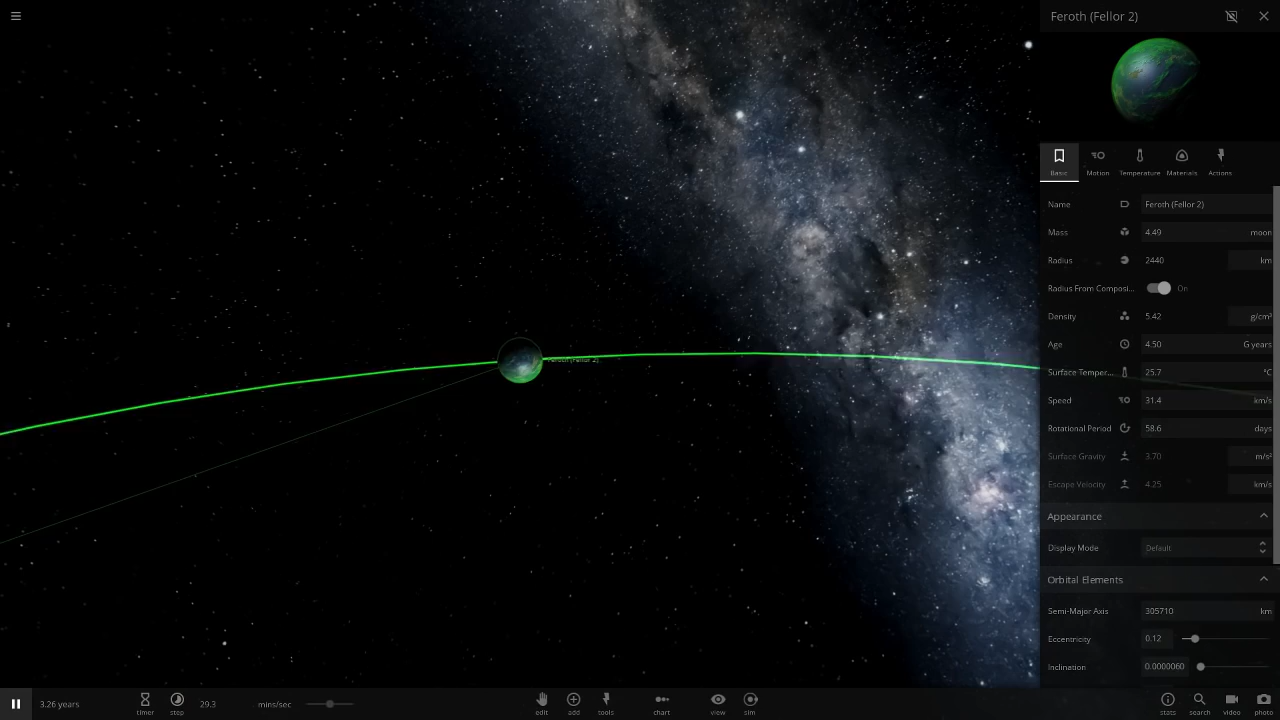 Feroth (Fellor 2)
Basic Motion Temperature Materials Actions
Name Feroth (Fellor 2)
Mass 4.49 moon
Radius 2440 km
Radius From Composi... On
Density 5.42 g/cm³
Age 4.50 G years
Surface Temper... 25.7 °C
Speed 31.4 km/s
Rotational Period 58.6 days
Surface Gravity 3.70 m/s²
Escape Velocity 4.25 km/s
Appearance
Display Mode Default
Orbital Elements
Semi-Major Axis 305710 km
Eccentricity 0.12
Inclination 0.0000060
Feroth (Fellor 2)
3.26 years timer step 29.3 mins/sec edit add tools chart view sim stats search video photo